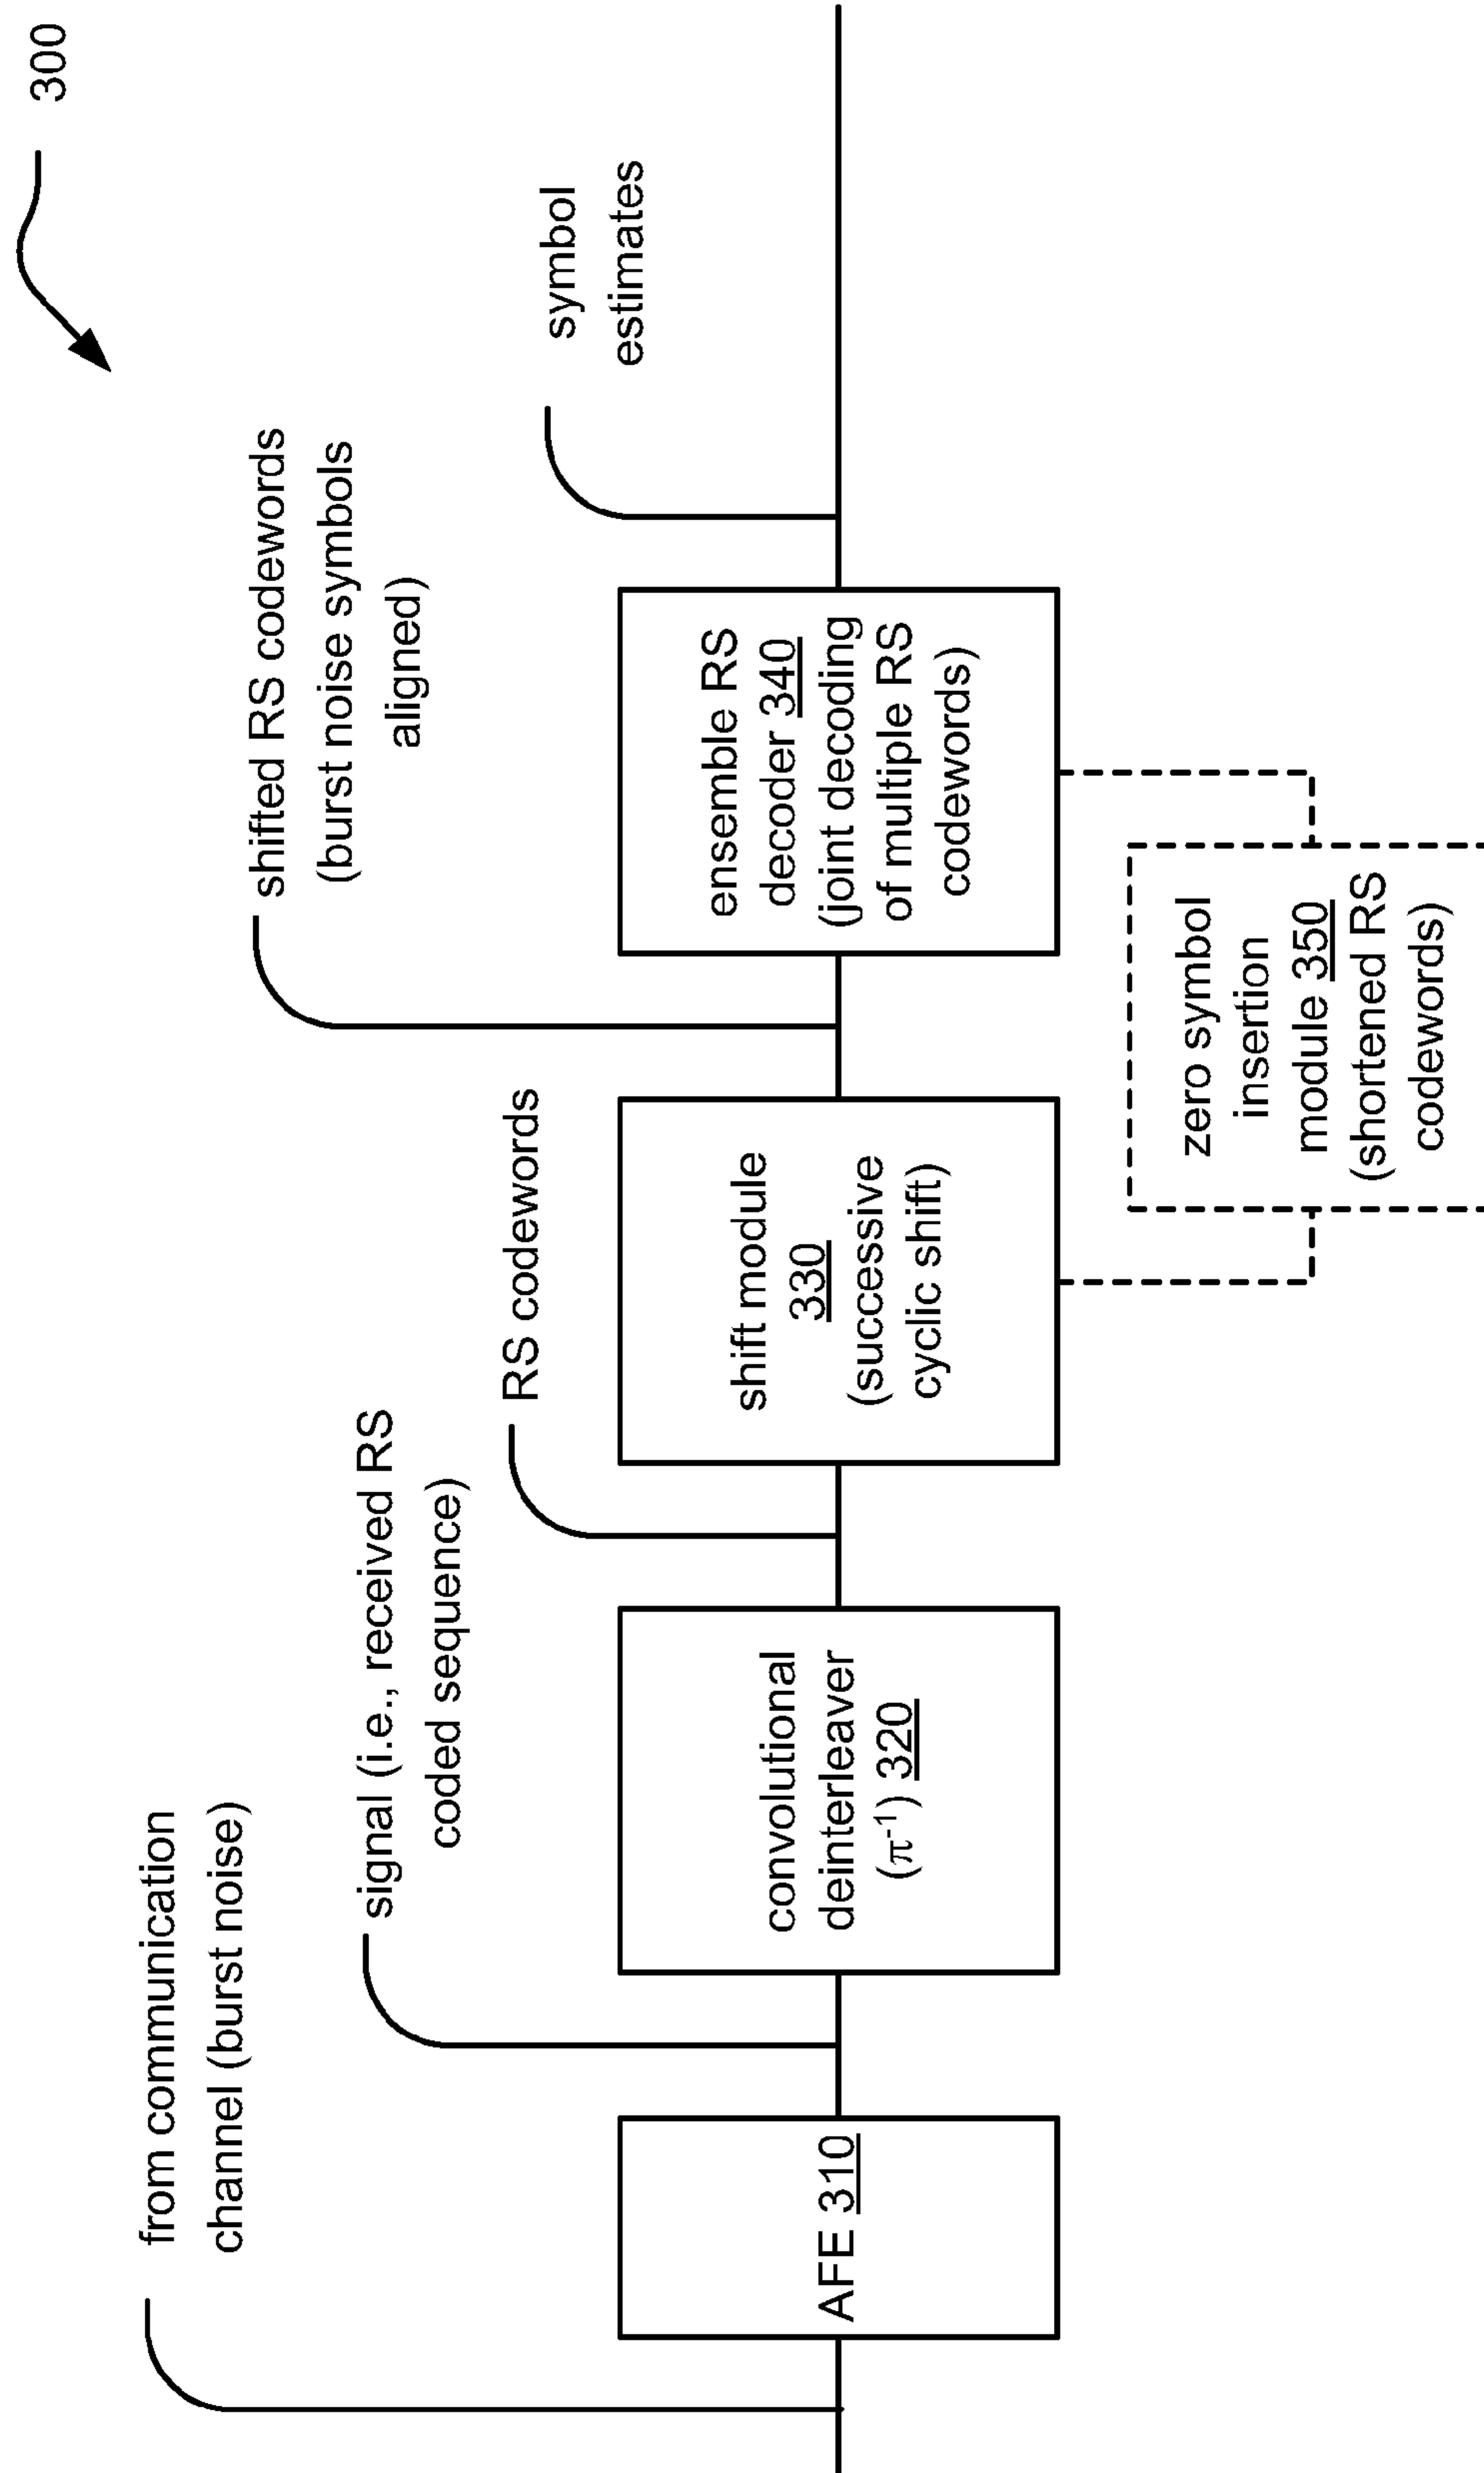 300
from communication
channel (burst noise)
signal (i.e., received RS
coded sequence)
RS codewords
shifted RS codewords
(burst noise symbols
aligned)
symbol
estimates
AFE 310
convolutional
deinterleaver
(π-1) 320
shift module
330
(successive
cyclic shift)
ensemble RS
decoder 340
(joint decoding
of multiple RS
codewords)
zero symbol
insertion
module 350
(shortened RS
codewords)